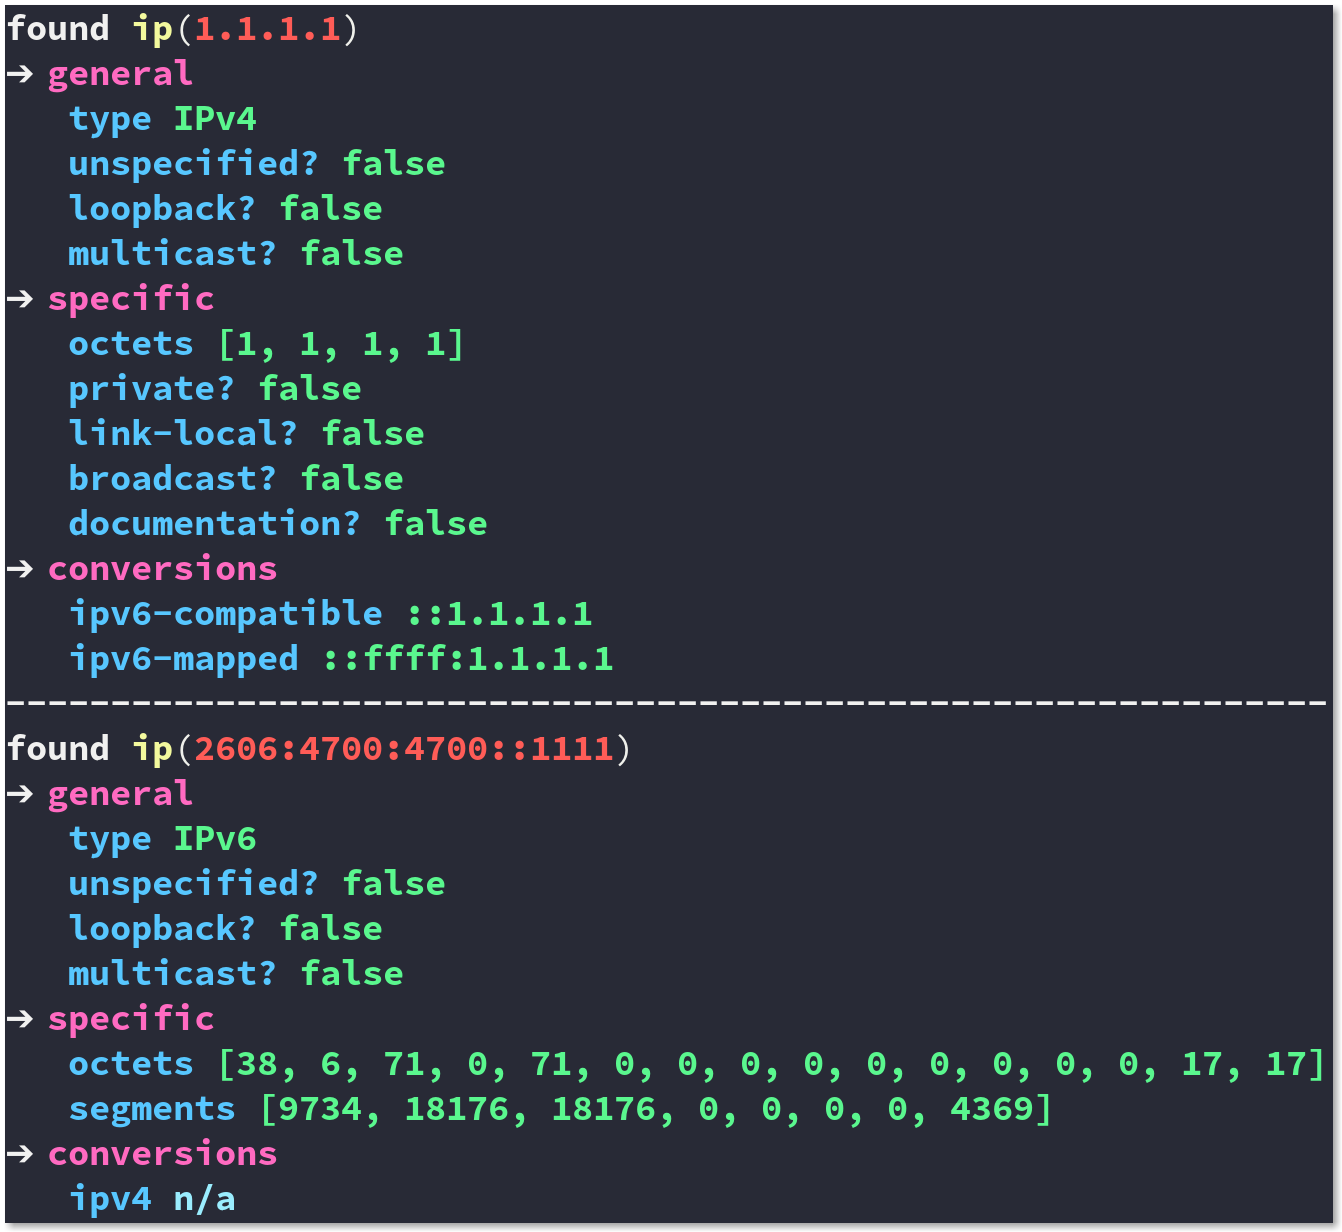 found ip(1.1.1.1)
→ general
type IPv4
unspecified? false
loopback? false
multicast? false
→ specific
octets [1, 1, 1, 1]
private? false
link-local? false
broadcast? false
documentation? false
→ conversions
ipv6-compatible ::1.1.1.1
ipv6-mapped ::ffff:1.1.1.1
---------------------------------------------------------------
found ip(2606:4700:4700::1111)
→ general
type IPv6
unspecified? false
loopback? false
multicast? false
→ specific
octets [38, 6, 71, 0, 71, 0, 0, 0, 0, 0, 0, 0, 0, 0, 17, 17]
segments [9734, 18176, 18176, 0, 0, 0, 0, 4369]
→ conversions
ipv4 n/a